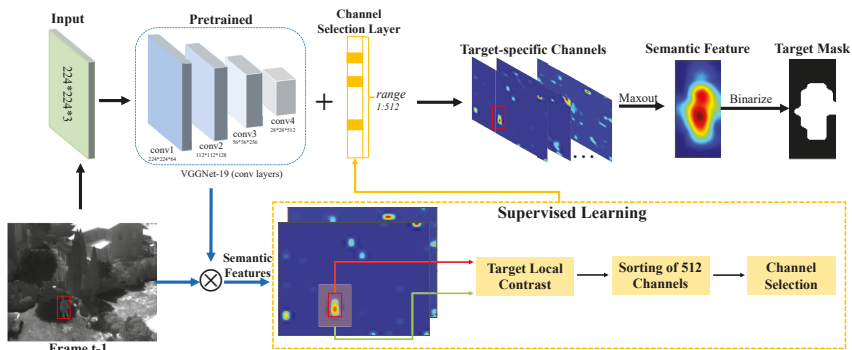 Input
224*224*3
Pretrained
conv1
224*224*64
conv2
112*112*128
conv3
56*56*256
conv4
28*28*512
VGGNet-19 (conv layers)
Channel
Selection Layer
range
1:512
Target-specific Channels
...
Maxout
Semantic Feature
Binarize
Target Mask
Frame t-1
Semantic
Features
Supervised Learning
Target Local
Contrast
Sorting of 512
Channels
Channel
Selection